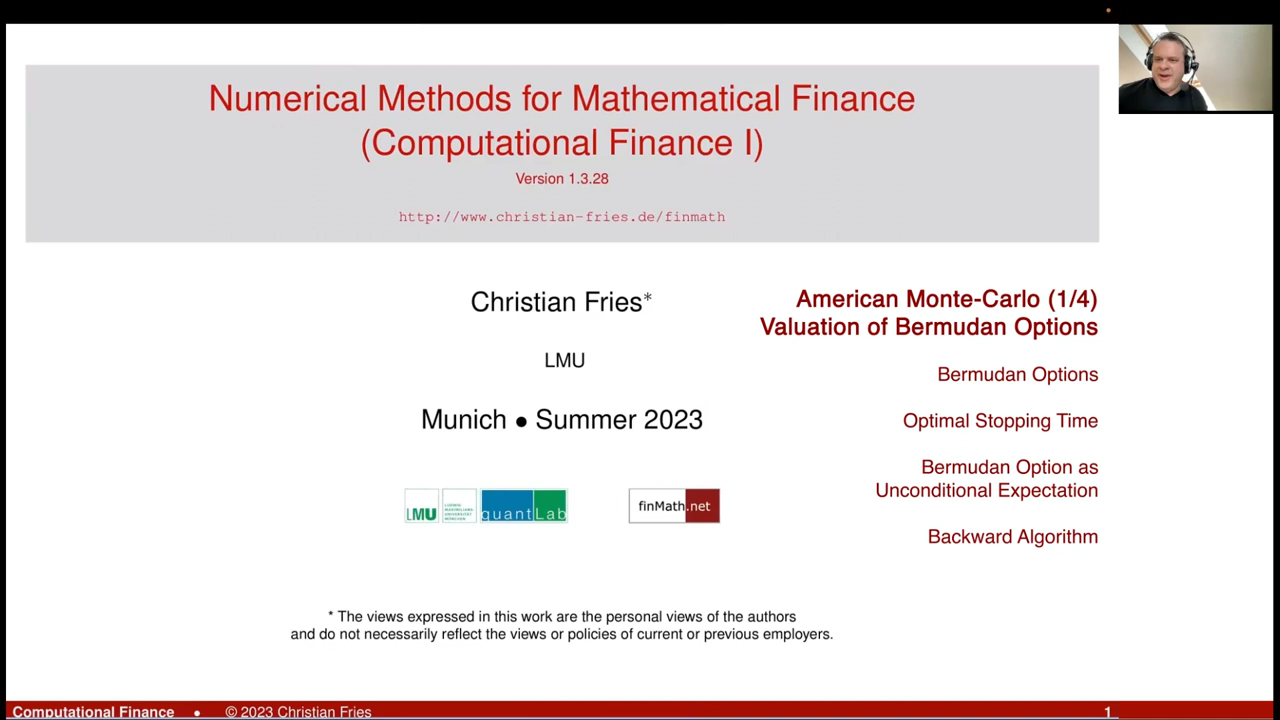 Numerical Methods for Mathematical Finance
(Computational Finance I)
Version 1.3.28
http://www.christian-fries.de/finmath
Christian Fries*
LMU
Munich • Summer 2023
American Monte-Carlo (1/4)
Valuation of Bermudan Options
Bermudan Options
Optimal Stopping Time
Bermudan Option as
Unconditional Expectation
Backward Algorithm
LMU
LUDWIG
MAXIMILIANS
UNIVERSITÄT
MÜNCHEN
quantLab
finMath.net
* The views expressed in this work are the personal views of the authors
and do not necessarily reflect the views or policies of current or previous employers.
Computational Finance • © 2023 Christian Fries 1